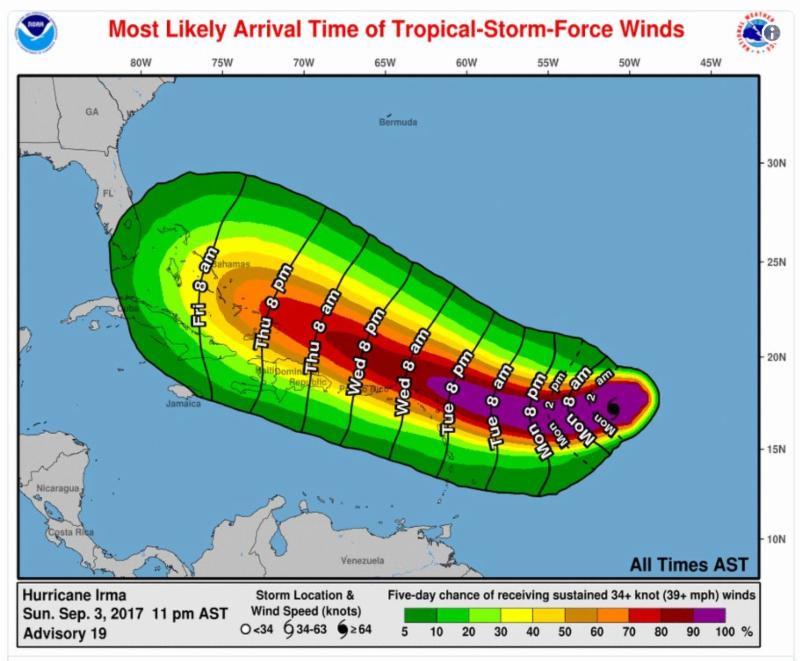 NOAA
Most Likely Arrival Time of Tropical-Storm-Force Winds
80W 75W 70W 65W 60W 55W 50W 45W
GA
Bermuda
30N
FL
Bahamas
25N
Fri 8 am
Thu 8 pm
Thu 8 am
Wed 8 pm
Wed 8 am
Tue 8 pm
Tue 8 am
Mon 8 pm
Mon 2 pm
Mon 8 am
Mon 2 am
Cuba
20N
Haiti Dominican
Republic
Puerto Rico
Jamaica
15N
Nicaragua
Costa Rica
10N
Venezuela
All Times AST
Hurricane Irma
Sun. Sep. 3, 2017 11 pm AST
Advisory 19
Storm Location &
Wind Speed (knots)
<34 34-63 ≥64
Five-day chance of receiving sustained 34+ knot (39+ mph) winds
5 10 20 30 40 50 60 70 80 90 100 %